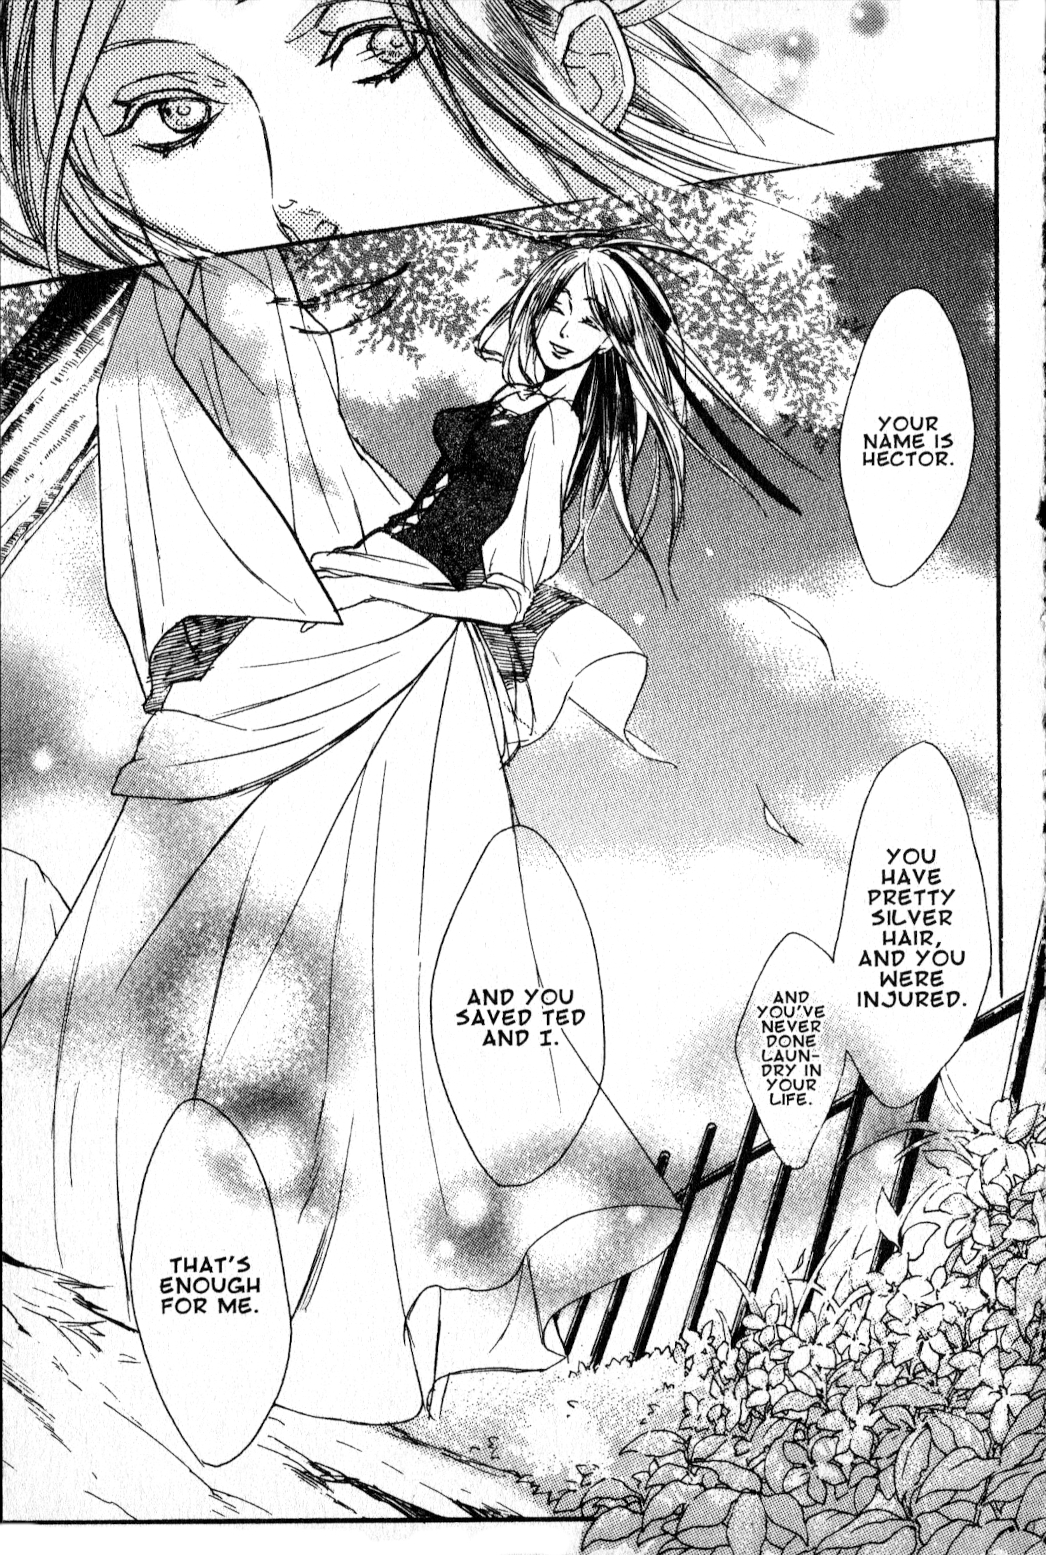 YOUR
NAME IS
HECTOR.
YOU
HAVE
PRETTY
SILVER
HAIR,
AND YOU
WERE
INJURED.
AND
YOU'VE
NEVER
DONE
LAUN-
DRY IN
YOUR
LIFE.
AND YOU
SAVED TED
AND I.
THAT'S
ENOUGH
FOR ME.